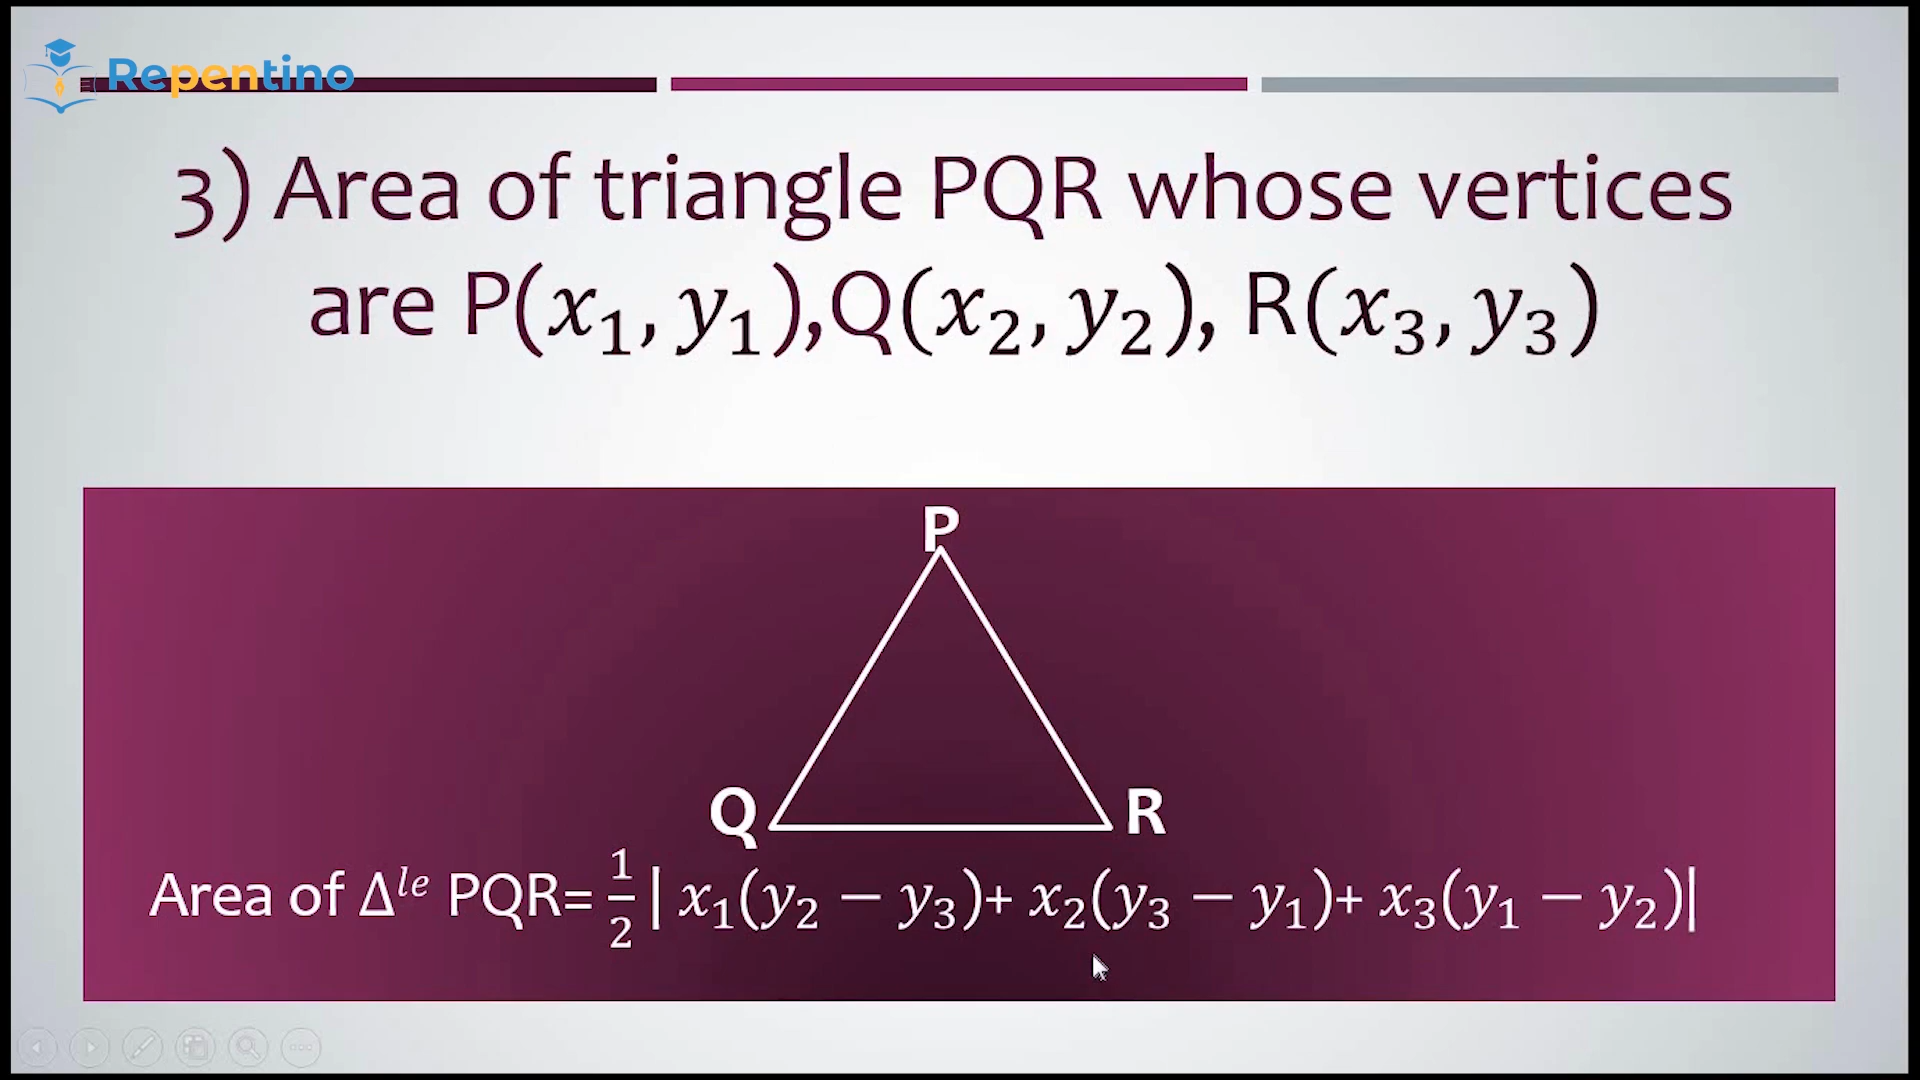 Repentino
3) Area of triangle PQR whose vertices
are P(x₁, y₁),Q(x₂, y₂), R(x₃, y₃)
P
Q
R
Area of Δˡᵉ PQR= 1/2 | x₁(y₂ − y₃)+ x₂(y₃ − y₁)+ x₃(y₁ − y₂)|